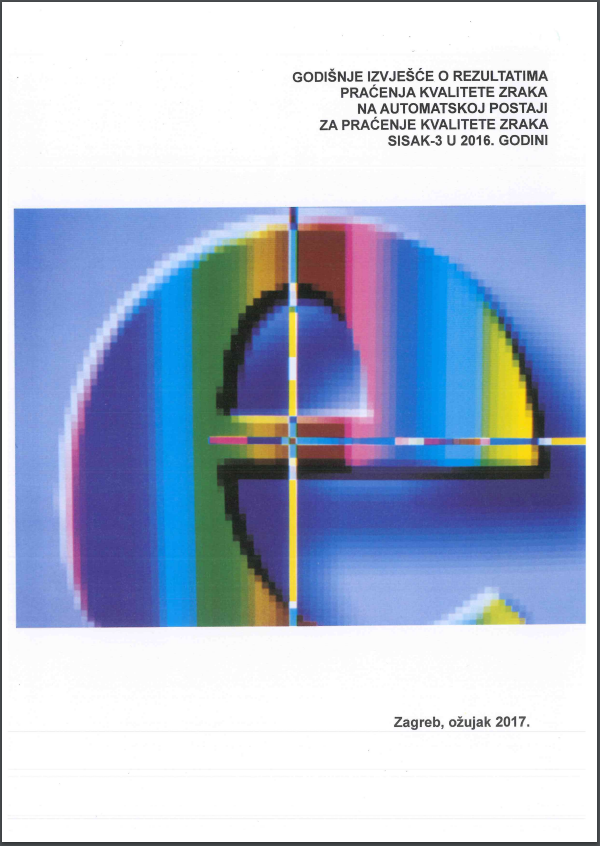 GODIŠNJE IZVJEŠĆE O REZULTATIMA
PRAĆENJA KVALITETE ZRAKA
NA AUTOMATSKOJ POSTAJI
ZA PRAĆENJE KVALITETE ZRAKA
SISAK-3 U 2016. GODINI
Zagreb, ožujak 2017.